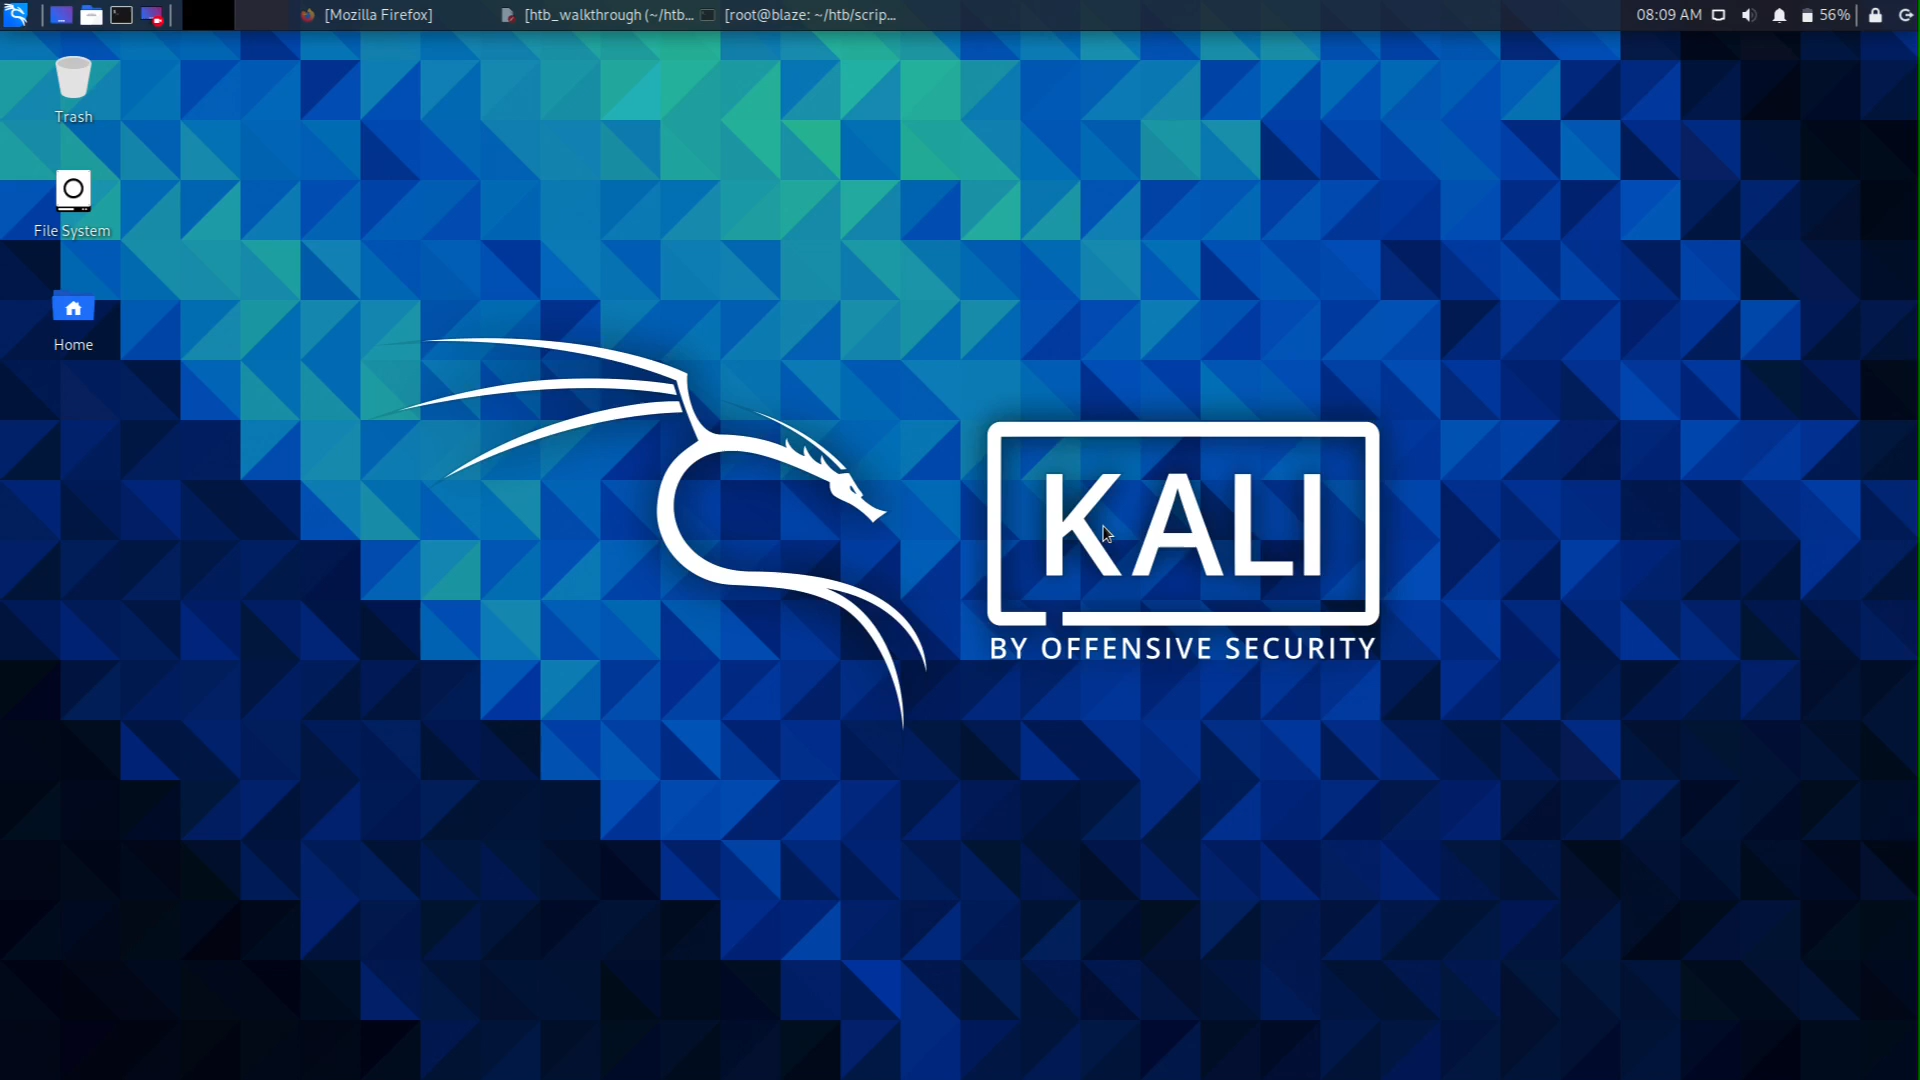 [Mozilla Firefox]
[htb_walkthrough (~/htb...
[root@blaze: ~/htb/scrip...
08:09 AM
56%
Trash
File System
Home
KALI
BY OFFENSIVE SECURITY